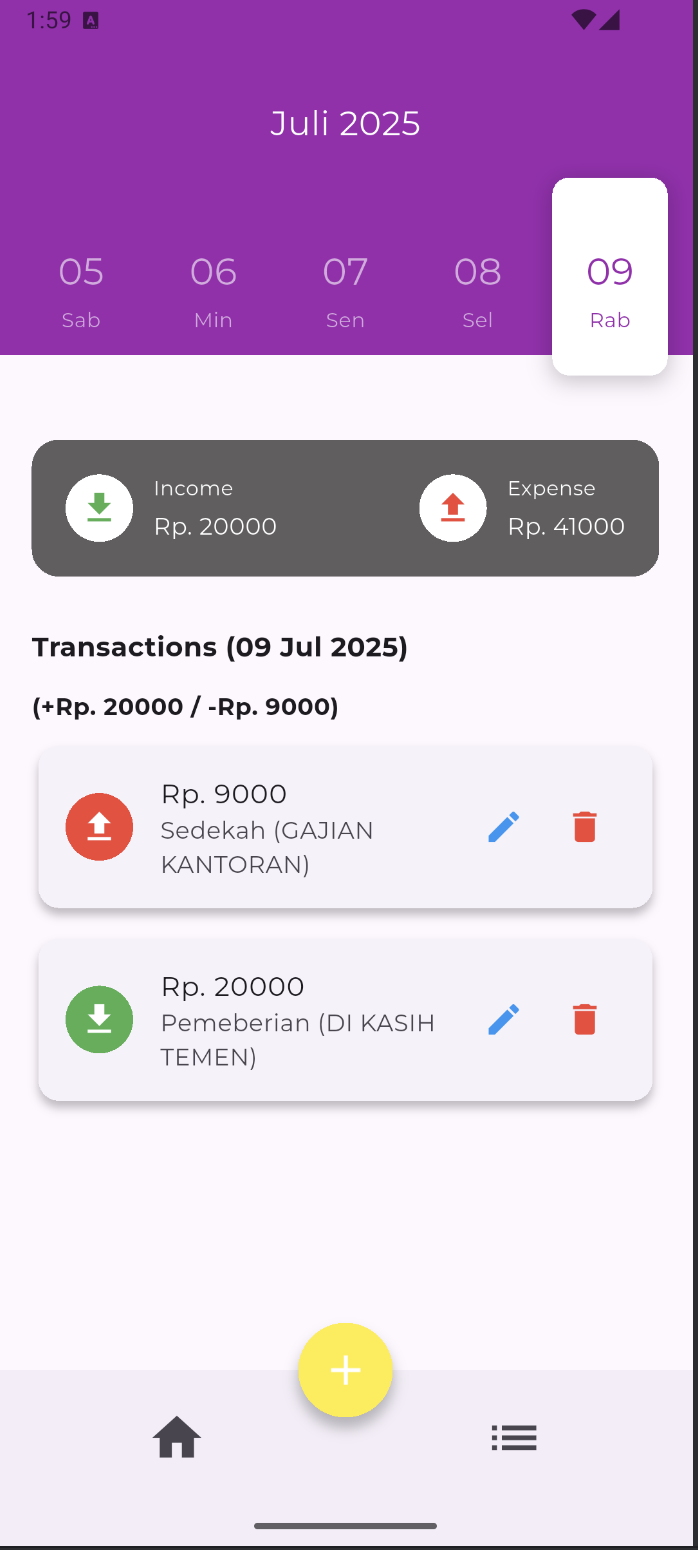 1:59 A
Juli 2025
05 06 07 08 09
Sab Min Sen Sel Rab
Income Expense
Rp. 20000 Rp. 41000
Transactions (09 Jul 2025)
(+Rp. 20000 / -Rp. 9000)
Rp. 9000
Sedekah (GAJIAN
KANTORAN)
Rp. 20000
Pemeberian (DI KASIH
TEMEN)